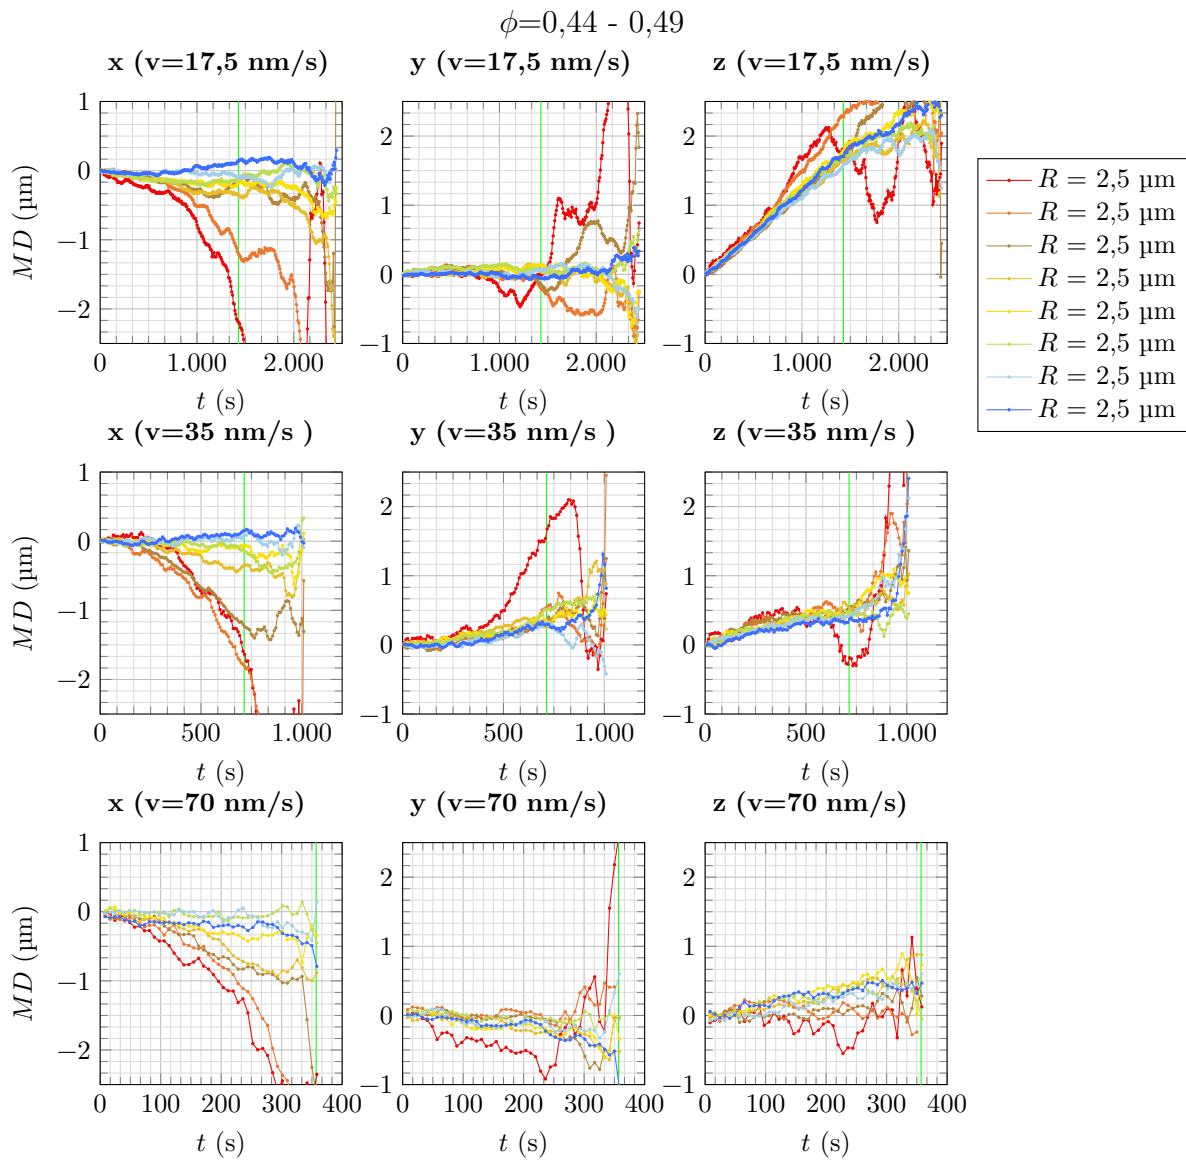 ϕ=0,44 - 0,49
x (v=17,5 nm/s) y (v=17,5 nm/s) z (v=17,5 nm/s)
1
0
−1
−2
MD (µm)
0 1.000 2.000
t (s)
2
1
0
−1
0 1.000 2.000
t (s)
2
1
0
−1
0 1.000 2.000
t (s)
R = 2,5 µm
R = 2,5 µm
R = 2,5 µm
R = 2,5 µm
R = 2,5 µm
R = 2,5 µm
R = 2,5 µm
R = 2,5 µm
x (v=35 nm/s ) y (v=35 nm/s ) z (v=35 nm/s )
1
0
−1
−2
MD (µm)
0 500 1.000
t (s)
2
1
0
−1
0 500 1.000
t (s)
2
1
0
−1
0 500 1.000
t (s)
x (v=70 nm/s) y (v=70 nm/s) z (v=70 nm/s)
1
0
−1
−2
MD (µm)
0 100 200 300 400
t (s)
2
1
0
−1
0 100 200 300 400
t (s)
2
1
0
−1
0 100 200 300 400
t (s)